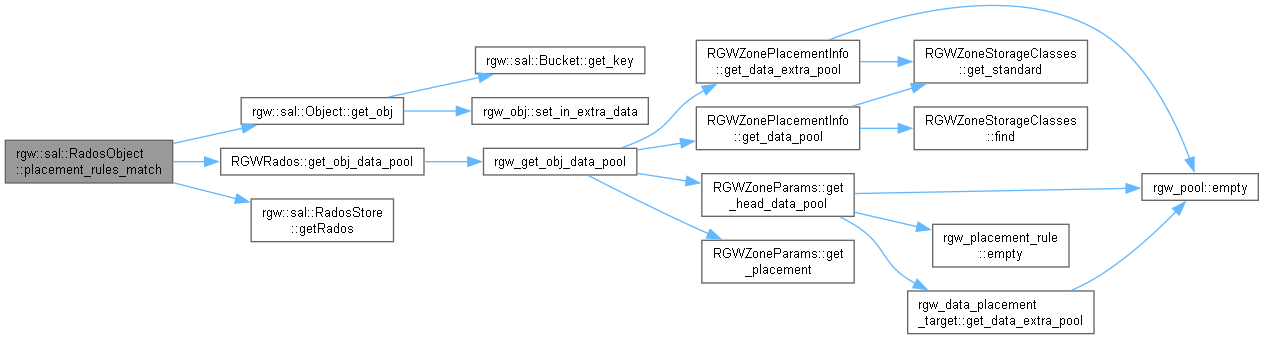 rgw::sal::RadosObject
::placement_rules_match
rgw::sal::Object::get_obj
RGWRados::get_obj_data_pool
rgw::sal::RadosStore
::getRados
rgw::sal::Bucket::get_key
rgw_obj::set_in_extra_data
rgw_get_obj_data_pool
RGWZonePlacementInfo
::get_data_extra_pool
RGWZonePlacementInfo
::get_data_pool
RGWZoneParams::get
_head_data_pool
RGWZoneParams::get
_placement
RGWZoneStorageClasses
::get_standard
RGWZoneStorageClasses
::find
rgw_placement_rule
::empty
rgw_data_placement
_target::get_data_extra_pool
rgw_pool::empty